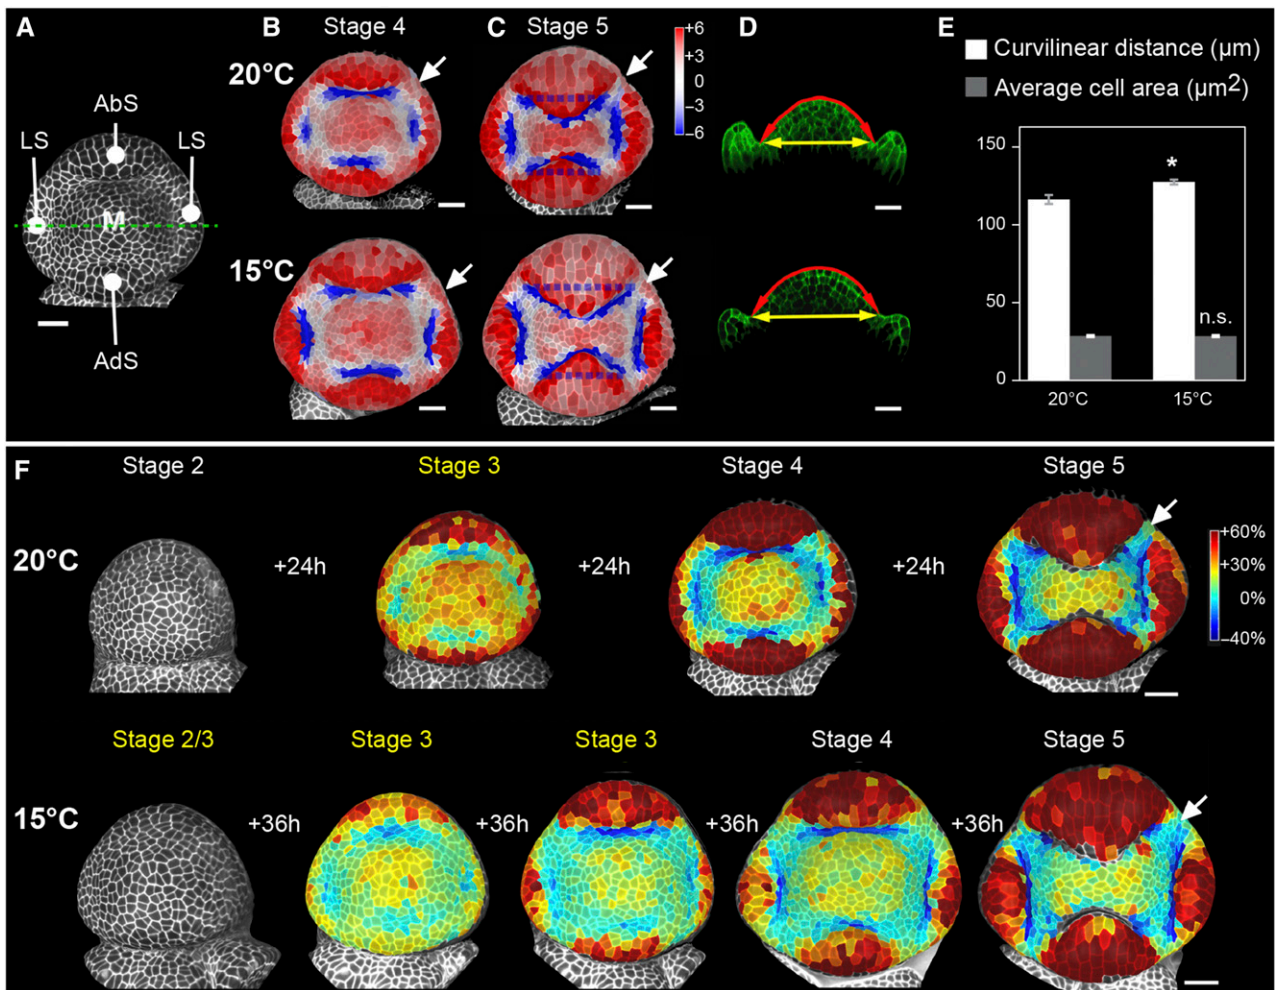 A
AbS
LS
LS
M
AdS
B
Stage 4
C
Stage 5
20°C
15°C
+6
+3
0
−3
−6
D
E
Curvilinear distance (µm)
Average cell area (µm2)
150
100
50
0
*
n.s.
20°C
15°C
F
Stage 2
Stage 3
Stage 4
Stage 5
20°C
+24h
+24h
+24h
+60%
+30%
0%
−40%
Stage 2/3
Stage 3
Stage 3
Stage 4
Stage 5
15°C
+36h
+36h
+36h
+36h